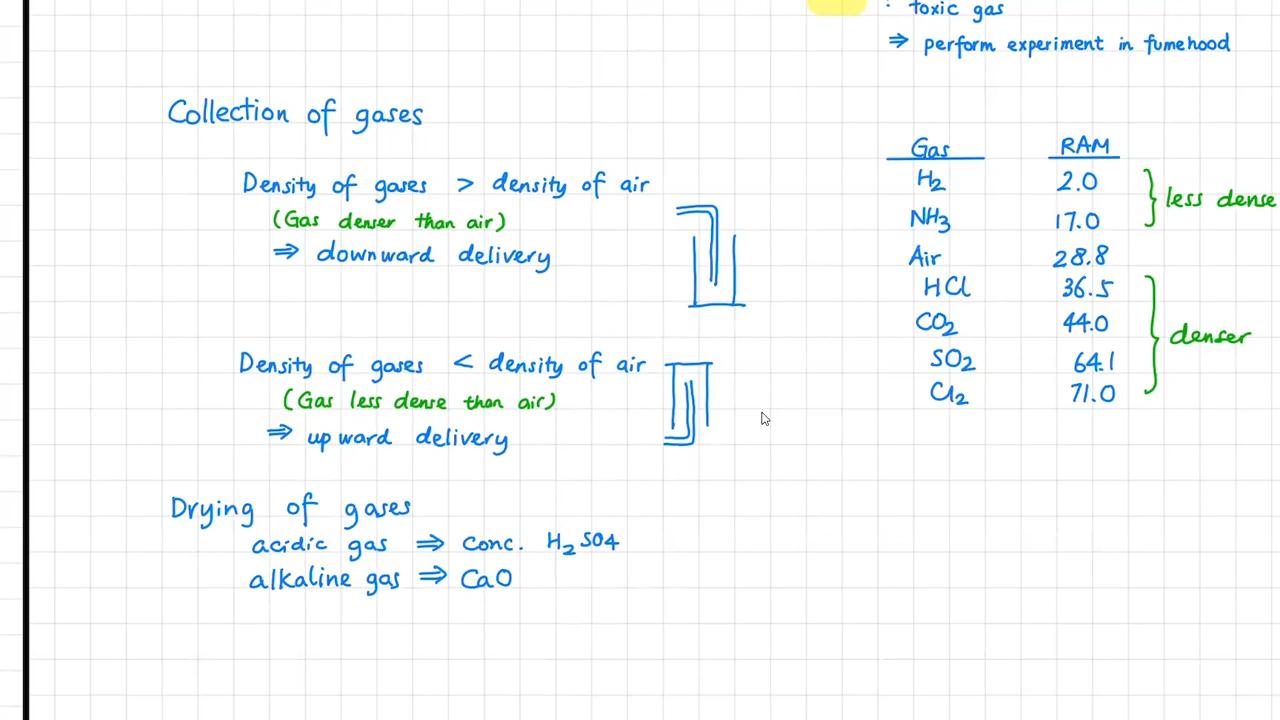 : toxic gas
⇒ perform experiment in fumehood
Collection of gases
Density of gases > density of air
(Gas denser than air)
⇒ downward delivery
Density of gases < density of air
(Gas less dense than air)
⇒ upward delivery
Drying of gases
acidic gas ⇒ conc. H₂SO4
alkaline gas ⇒ CaO
Gas RAM
H₂ 2.0
NH₃ 17.0
less dense
Air 28.8
HCl 36.5
CO₂ 44.0
denser
SO₂ 64.1
Cl₂ 71.0